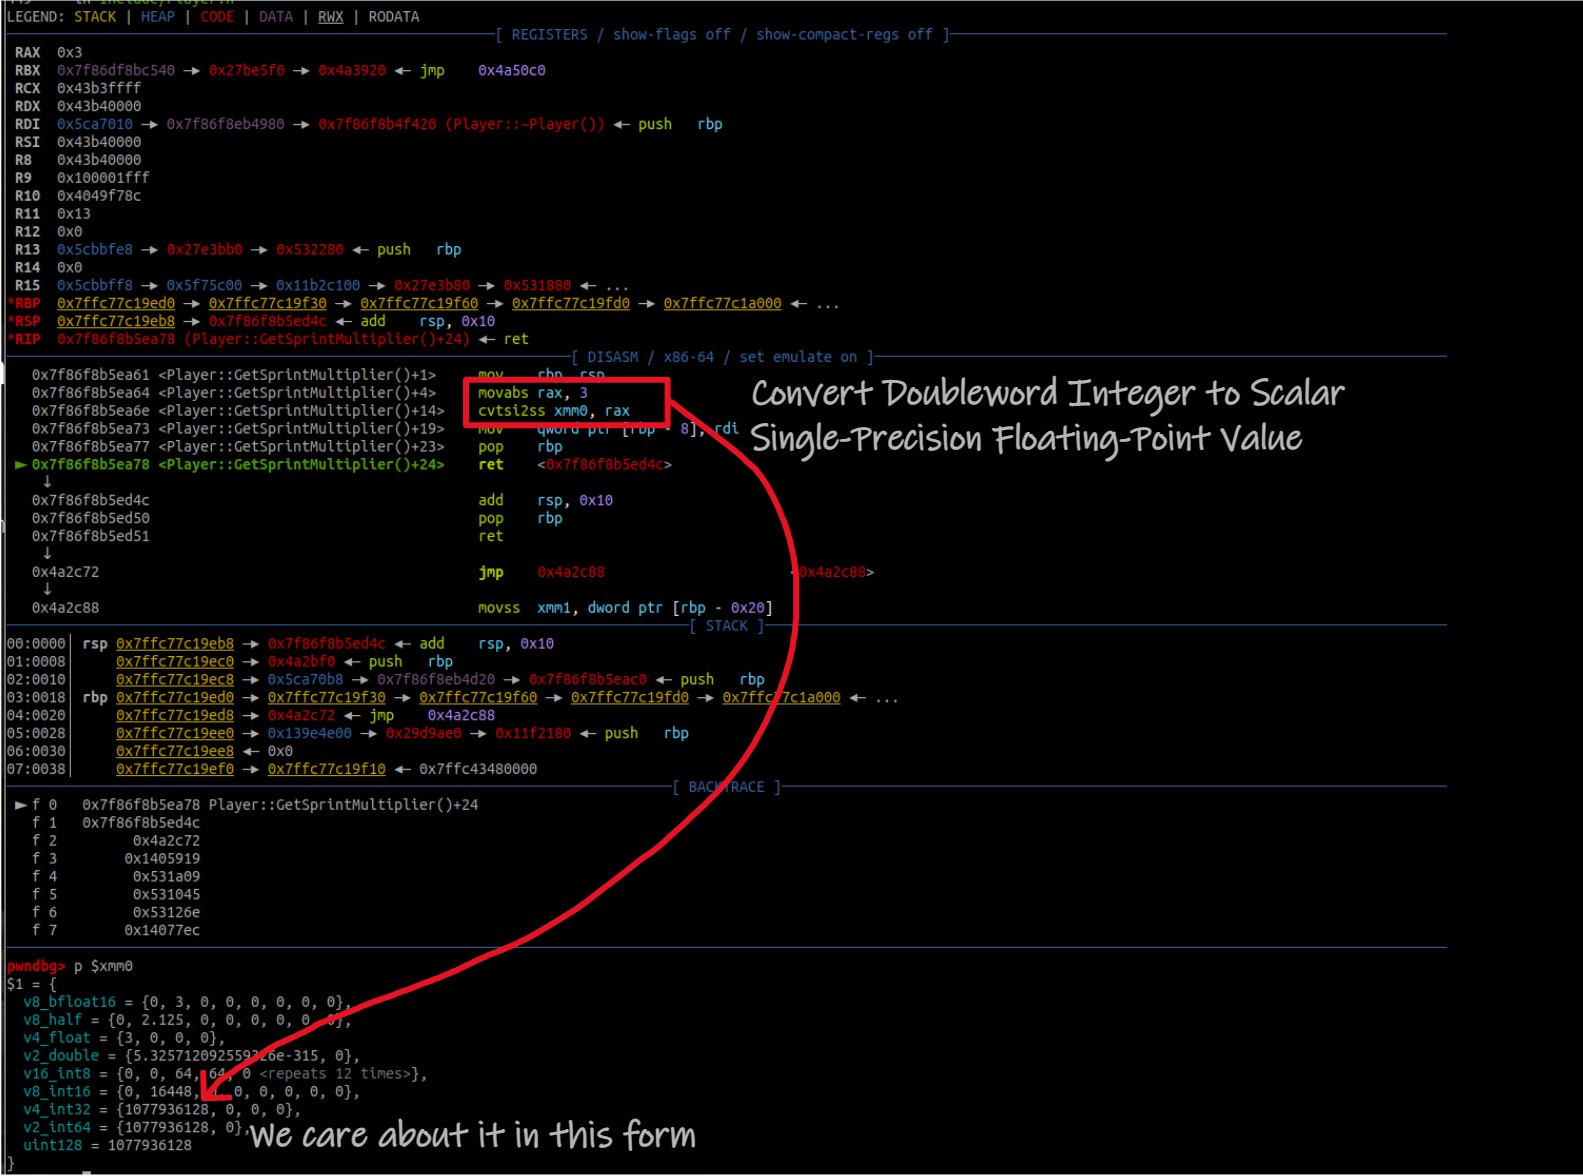 LEGEND: STACK | HEAP | CODE | DATA | RWX | RODATA
[ REGISTERS / show-flags off / show-compact-regs off ]
RAX 0x3
RBX 0x7f86df8bc540 —▸ 0x27be5f0 —▸ 0x4a3920 ◂— jmp 0x4a50c0
RCX 0x43b3ffff
RDX 0x43b40000
RDI 0x5ca7010 —▸ 0x7f86f8eb4980 —▸ 0x7f86f8b4f420 (Player::~Player()) ◂— push rbp
RSI 0x43b40000
R8 0x43b40000
R9 0x100001fff
R10 0x4049f78c
R11 0x13
R12 0x0
R13 0x5cbbfe8 —▸ 0x27e3bb0 —▸ 0x532280 ◂— push rbp
R14 0x0
R15 0x5cbbff8 —▸ 0x5f75c00 —▸ 0x11b2c100 —▸ 0x27e3b80 —▸ 0x531880 ◂— ...
*RBP 0x7ffc77c19ed0 —▸ 0x7ffc77c19f30 —▸ 0x7ffc77c19f60 —▸ 0x7ffc77c19fd0 —▸ 0x7ffc77c1a000 ◂— ...
*RSP 0x7ffc77c19eb8 —▸ 0x7f86f8b5ed4c ◂— add rsp, 0x10
*RIP 0x7f86f8b5ea78 (Player::GetSprintMultiplier()+24) ◂— ret
[ DISASM / x86-64 / set emulate on ]
0x7f86f8b5ea61 <Player::GetSprintMultiplier()+1> mov rbp, rsp
0x7f86f8b5ea64 <Player::GetSprintMultiplier()+4> movabs rax, 3
0x7f86f8b5ea6e <Player::GetSprintMultiplier()+14> cvtsi2ss xmm0, rax
0x7f86f8b5ea73 <Player::GetSprintMultiplier()+19> mov qword ptr [rbp - 8], rdi
0x7f86f8b5ea77 <Player::GetSprintMultiplier()+23> pop rbp
► 0x7f86f8b5ea78 <Player::GetSprintMultiplier()+24> ret <0x7f86f8b5ed4c>
↓
0x7f86f8b5ed4c add rsp, 0x10
0x7f86f8b5ed50 pop rbp
0x7f86f8b5ed51 ret
↓
0x4a2c72 jmp 0x4a2c88 <0x4a2c88>
↓
0x4a2c88 movss xmm1, dword ptr [rbp - 0x20]
Convert Doubleword Integer to Scalar
Single-Precision Floating-Point Value
[ STACK ]
00:0000│ rsp 0x7ffc77c19eb8 —▸ 0x7f86f8b5ed4c ◂— add rsp, 0x10
01:0008│ 0x7ffc77c19ec0 —▸ 0x4a2bf0 ◂— push rbp
02:0010│ 0x7ffc77c19ec8 —▸ 0x5ca70b8 —▸ 0x7f86f8eb4d20 —▸ 0x7f86f8b5eac0 ◂— push rbp
03:0018│ rbp 0x7ffc77c19ed0 —▸ 0x7ffc77c19f30 —▸ 0x7ffc77c19f60 —▸ 0x7ffc77c19fd0 —▸ 0x7ffc77c1a000 ◂— ...
04:0020│ 0x7ffc77c19ed8 —▸ 0x4a2c72 ◂— jmp 0x4a2c88
05:0028│ 0x7ffc77c19ee0 —▸ 0x139e4e00 —▸ 0x29d9ae0 —▸ 0x11f2180 ◂— push rbp
06:0030│ 0x7ffc77c19ee8 ◂— 0x0
07:0038│ 0x7ffc77c19ef0 —▸ 0x7ffc77c19f10 ◂— 0x7ffc43480000
[ BACKTRACE ]
► f 0 0x7f86f8b5ea78 Player::GetSprintMultiplier()+24
f 1 0x7f86f8b5ed4c
f 2 0x4a2c72
f 3 0x1405919
f 4 0x531a09
f 5 0x531045
f 6 0x53126e
f 7 0x14077ec
pwndbg> p $xmm0
$1 = {
v8_bfloat16 = {0, 3, 0, 0, 0, 0, 0, 0},
v8_half = {0, 2.125, 0, 0, 0, 0, 0, 0},
v4_float = {3, 0, 0, 0},
v2_double = {5.325712092559326e-315, 0},
v16_int8 = {0, 0, 64, 64, 0 <repeats 12 times>},
v8_int16 = {0, 16448, 0, 0, 0, 0, 0, 0},
v4_int32 = {1077936128, 0, 0, 0},
v2_int64 = {1077936128, 0},
uint128 = 1077936128
}
We care about it in this form